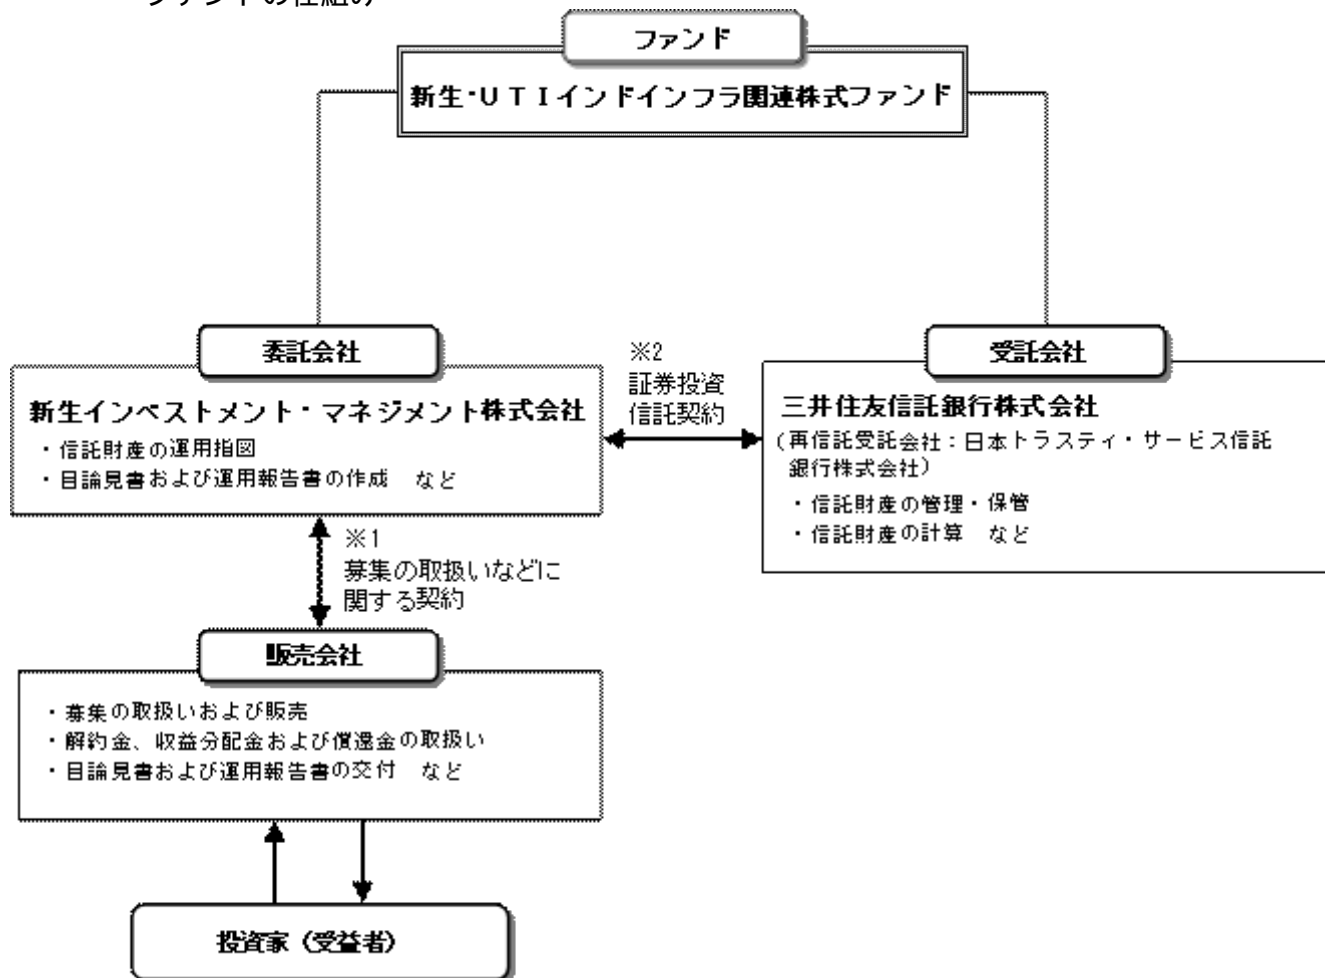 ファンドの仕組み
ファンド
新生・ＵＴＩインドインフラ関連株式ファンド
委託会社
新生インベストメント・マネジメント株式会社
・信託財産の運用指図
・目論見書および運用報告書の作成　など
※2
証券投資
信託契約
受託会社
三井住友信託銀行株式会社
(再信託受託会社：日本トラスティ・サービス信託
銀行株式会社)
・信託財産の管理・保管
・信託財産の計算　など
※1
募集の取扱いなどに
関する契約
販売会社
・募集の取扱いおよび販売
・解約金、収益分配金および償還金の取扱い
・目論見書および運用報告書の交付　など
投資家（受益者）